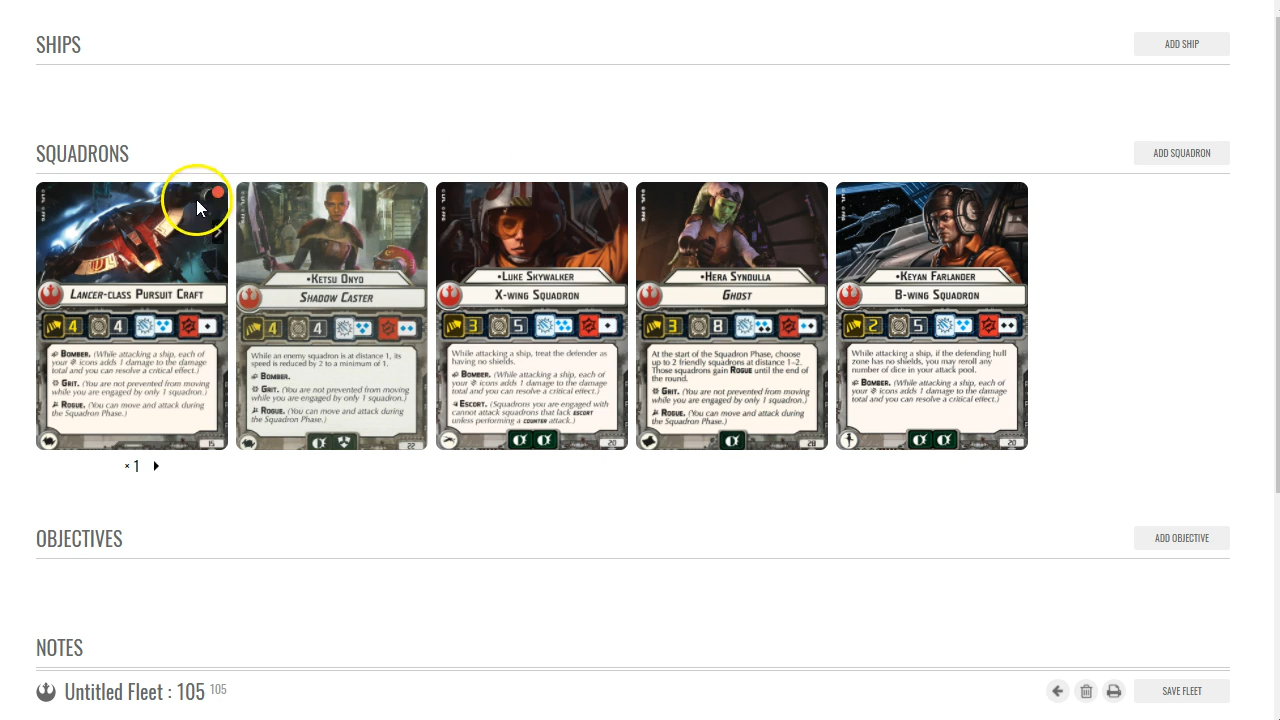 SHIPS
ADD SHIP
SQUADRONS
ADD SQUADRON
LANCER-CLASS PURSUIT CRAFT
4 4
BOMBER. (While attacking a ship, each of
your icons adds 1 damage to the damage
total and you can resolve a critical effect.)
GRIT. (You are not prevented from moving
while you are engaged by only 1 squadron.)
ROGUE. (You can move and attack during
the Squadron Phase.)
15
× 1
•KETSU ONYO
SHADOW CASTER
4 4
While an enemy squadron is at distance 1, its
speed is reduced by 2 to a minimum of 1.
BOMBER.
GRIT. (You are not prevented from moving
while you are engaged by only 1 squadron.)
ROGUE. (You can move and attack during
the Squadron Phase.)
22
•LUKE SKYWALKER
X-WING SQUADRON
3 5
While attacking a ship, treat the defender as
having no shields.
BOMBER. (While attacking a ship, each of
your icons adds 1 damage to the damage
total and you can resolve a critical effect.)
ESCORT. (Squadrons you are engaged with
cannot attack squadrons that lack ESCORT
unless performing a COUNTER attack.)
20
•HERA SYNDULLA
GHOST
3 8
At the start of the Squadron Phase, choose
up to 2 friendly squadrons at distance 1–2.
Those squadrons gain ROGUE until the end of
the round.
GRIT. (You are not prevented from moving
while you are engaged by only 1 squadron.)
ROGUE. (You can move and attack during
the Squadron Phase.)
28
•KEYAN FARLANDER
B-WING SQUADRON
2 5
While attacking a ship, if the defending hull
zone has no shields, you may reroll any
number of dice in your attack pool.
BOMBER. (While attacking a ship, each of
your icons adds 1 damage to the damage
total and you can resolve a critical effect.)
20
OBJECTIVES
ADD OBJECTIVE
NOTES
Untitled Fleet : 105 105
SAVE FLEET